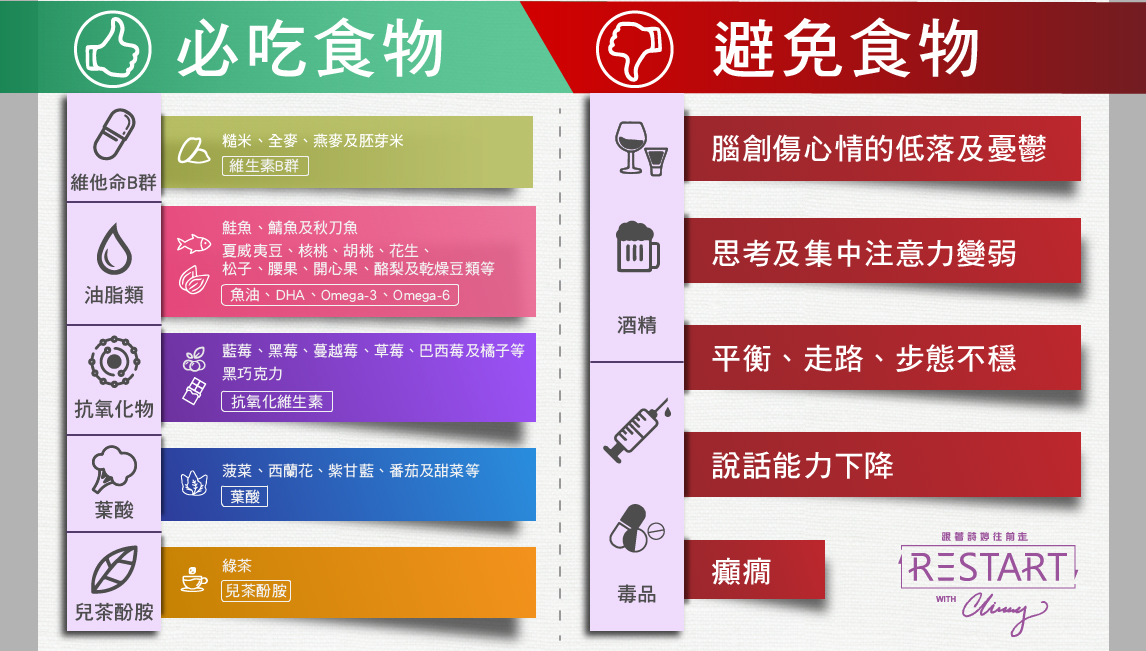 必吃食物
維他命B群
糙米、全麥、燕麥及胚芽米
維生素B群
油脂類
鮭魚、鯖魚及秋刀魚
夏威夷豆、核桃、胡桃、花生、
松子、腰果、開心果、酪梨及乾燥豆類等
魚油、DHA、Omega-3、Omega-6
抗氧化物
藍莓、黑莓、蔓越莓、草莓、巴西莓及橘子等
黑巧克力
抗氧化維生素
葉酸
菠菜、西蘭花、紫甘藍、番茄及甜菜等
葉酸
兒茶酚胺
綠茶
兒茶酚胺
避免食物
酒精
毒品
腦創傷心情的低落及憂鬱
思考及集中注意力變弱
平衡、走路、步態不穩
說話能力下降
癲癇
跟著詩婷往前走
RESTART
WITH Chimmy